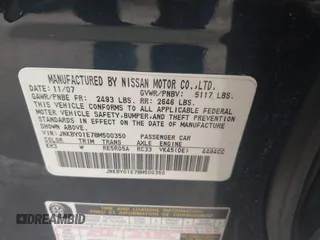 MANUFACTURED BY NISSAN MOTOR CO.,LTD.
DATE: 11/07 GVWR/PNBV: 5117 LBS.
GAWR/PNBE FR: 2493 LBS. RR: 2646 LBS.
THIS VEHICLE CONFORMS TO ALL APPLICABLE FEDERAL
MOTOR VEHICLE SAFETY, BUMPER, AND THEFT
PREVENTION STANDARDS IN EFFECT ON THE DATE
OF MANUFACTURE SHOWN ABOVE.
VIN: JNKBY01E78M500350 PASSENGER CAR
COLOR TRIM TRANS AXLE ENGINE
KH3 W RE5R05A RC33 VK45(DE)
JNKBY01E78M500350
AUTOBIDMASTER